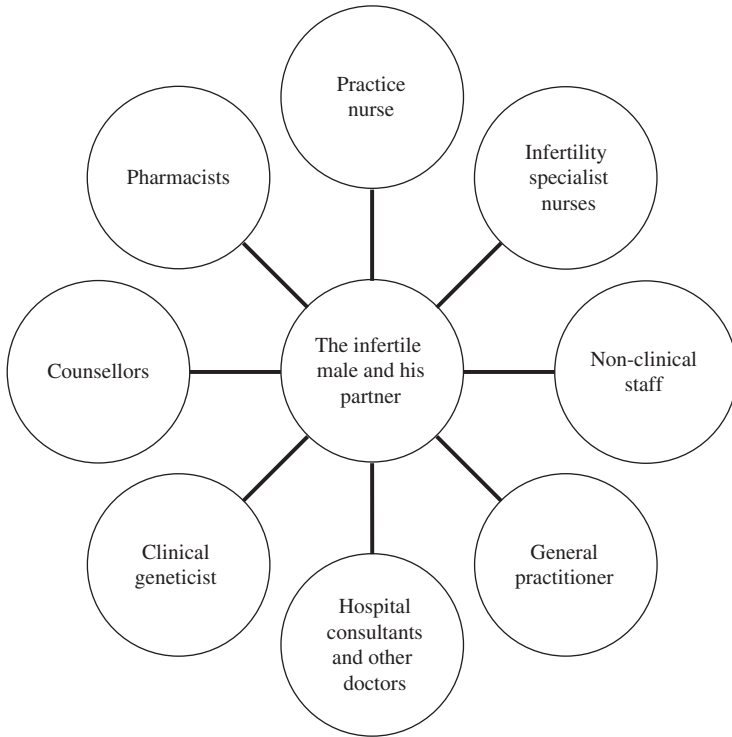 Practice
nurse
Infertility
specialist
nurses
Pharmacists
Counsellors
The infertile
male and his
partner
Non-clinical
staff
Clinical
geneticist
General
practitioner
Hospital
consultants
and other
doctors